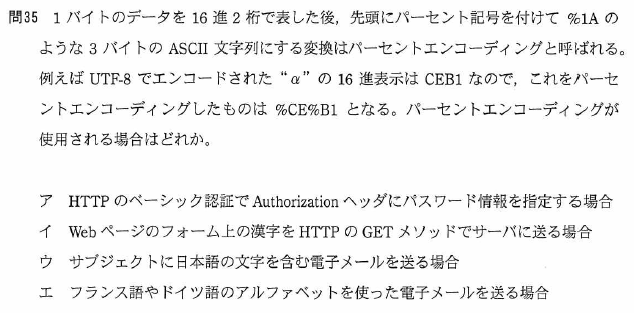 問35　1 バイトのデータを 16 進 2 桁で表した後，先頭にパーセント記号を付けて %1A の
ような 3 バイトの ASCII 文字列にする変換はパーセントエンコーディングと呼ばれる。
例えば UTF-8 でエンコードされた “α” の 16 進表示は CEB1 なので，これをパーセ
ントエンコーディングしたものは %CE%B1 となる。パーセントエンコーディングが
使用される場合はどれか。
ア　HTTP のベーシック認証で Authorization ヘッダにパスワード情報を指定する場合
イ　Web ページのフォーム上の漢字を HTTP の GET メソッドでサーバに送る場合
ウ　サブジェクトに日本語の文字を含む電子メールを送る場合
エ　フランス語やドイツ語のアルファベットを使った電子メールを送る場合